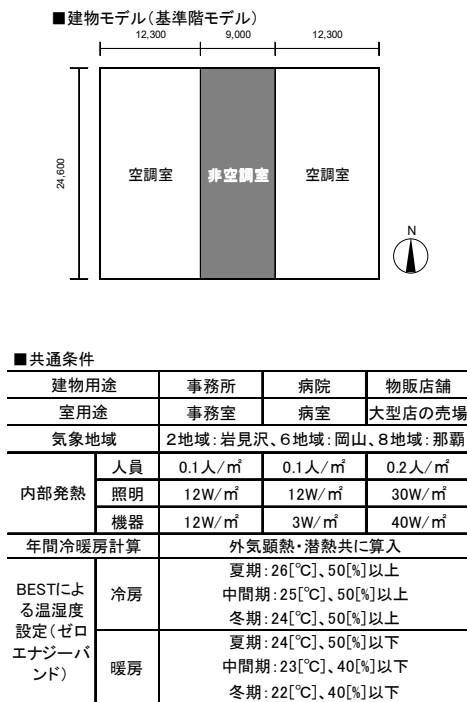 ■建物モデル(基準階モデル)
12,300 9,000 12,300
24,600
空調室 非空調室 空調室
N
■共通条件
建物用途 事務所 病院 物販店舗
室用途 事務室 病室 大型店の売場
気象地域 2地域:岩見沢、6地域:岡山、8地域:那覇
内部発熱 人員 0.1人/㎡ 0.1人/㎡ 0.2人/㎡
照明 12W/㎡ 12W/㎡ 30W/㎡
機器 12W/㎡ 3W/㎡ 40W/㎡
年間冷暖房計算 外気顕熱・潜熱共に算入
BESTによ
る温湿度
設定(ゼロ
エナジーバ
ンド)
冷房
夏期:26[℃]、50[%]以上
中間期:25[℃]、50[%]以上
冬期:24[℃]、50[%]以上
暖房
夏期:24[℃]、50[%]以下
中間期:23[℃]、40[%]以下
冬期:22[℃]、40[%]以下